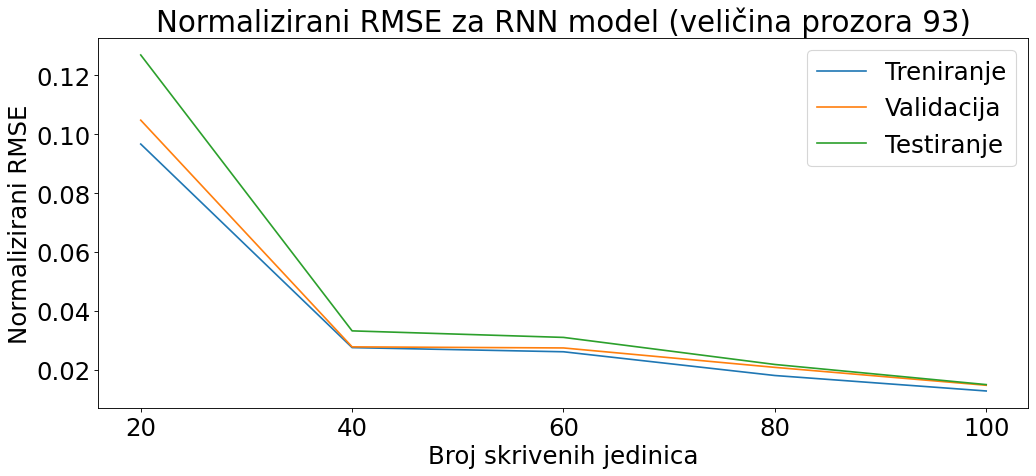 Normalizirani RMSE za RNN model (veličina prozora 93)
Treniranje
Validacija
Testiranje
Normalizirani RMSE
0.12
0.10
0.08
0.06
0.04
0.02
20 40 60 80 100
Broj skrivenih jedinica